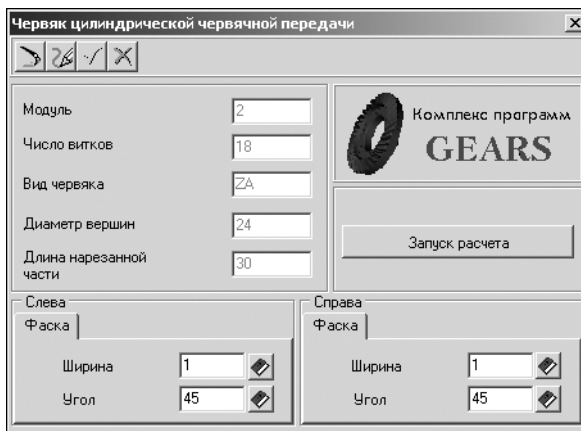 Червяк цилиндрической червячной передачи
Модуль 2
Число витков 18
Вид червяка ZA
Диаметр вершин 24
Длина нарезанной
части 30
Комплекс программ
GEARS
Запуск расчета
Слева
Фаска
Ширина 1
Угол 45
Справа
Фаска
Ширина 1
Угол 45